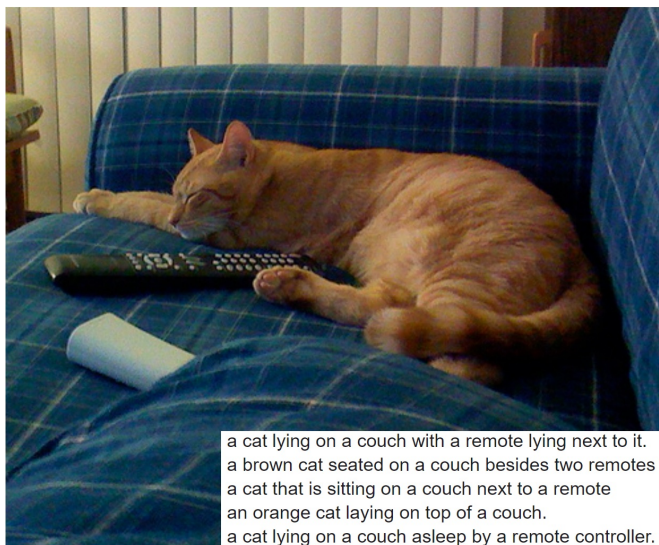 a cat lying on a couch with a remote lying next to it.
a brown cat seated on a couch besides two remotes
a cat that is sitting on a couch next to a remote
an orange cat laying on top of a couch.
a cat lying on a couch asleep by a remote controller.